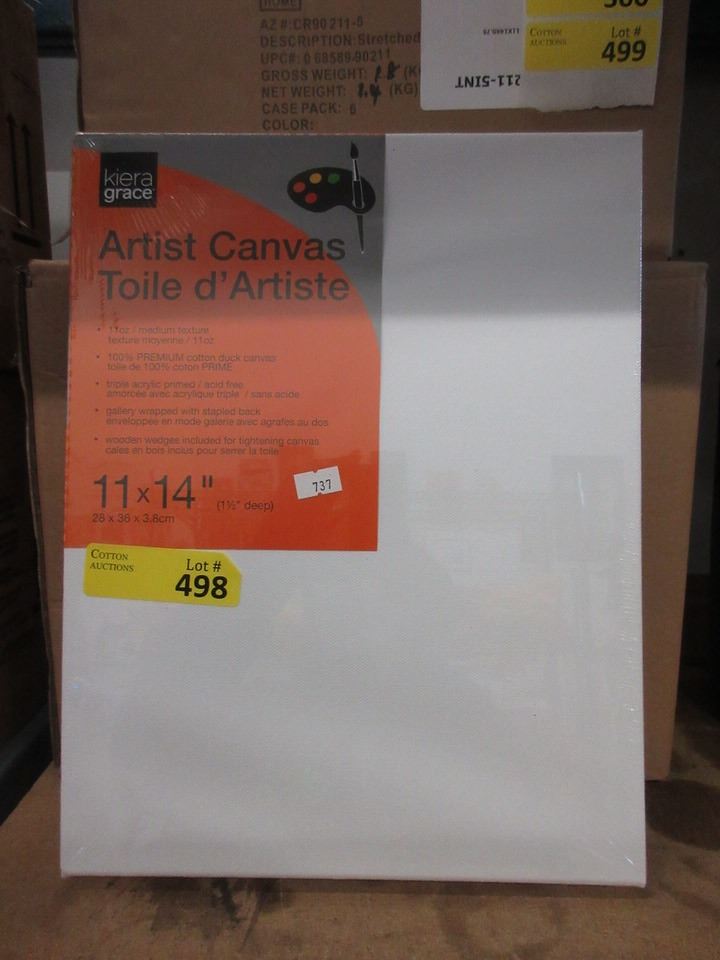 HOME
AZ #:CR90211-6
DESCRIPTION:Stretched
UPC#: 0 68589-90211
GROSS WEIGHT:
NET WEIGHT: 1.4 (KG)
CASE PACK: 6
COLOR:
211-5INT
COTTON AUCTIONS
Lot #
499
kiera
grace
Artist Canvas
Toile d'Artiste
• 11oz / medium texture
texture moyenne / 11oz
• 100% PREMIUM cotton duck canvas
toile de 100% coton PRIME
• triple acrylic primed / acid free
amorcée avec acrylique triple / sans acide
• gallery wrapped with stapled back
enveloppée en mode galerie avec agrafes au dos
• wooden wedges included for tightening canvas
cales en bois inclus pour serrer la toile
11x14" (1½" deep)
28 x 36 x 3.8cm
737
COTTON
AUCTIONS
Lot #
498